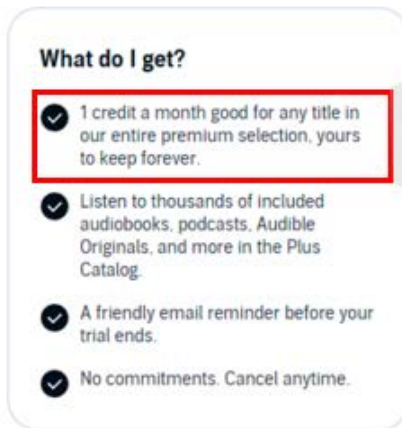 What do I get?
1 credit a month good for any title in
our entire premium selection, yours
to keep forever.
Listen to thousands of included
audiobooks, podcasts, Audible
Originals, and more in the Plus
Catalog.
A friendly email reminder before your
trial ends.
No commitments. Cancel anytime.